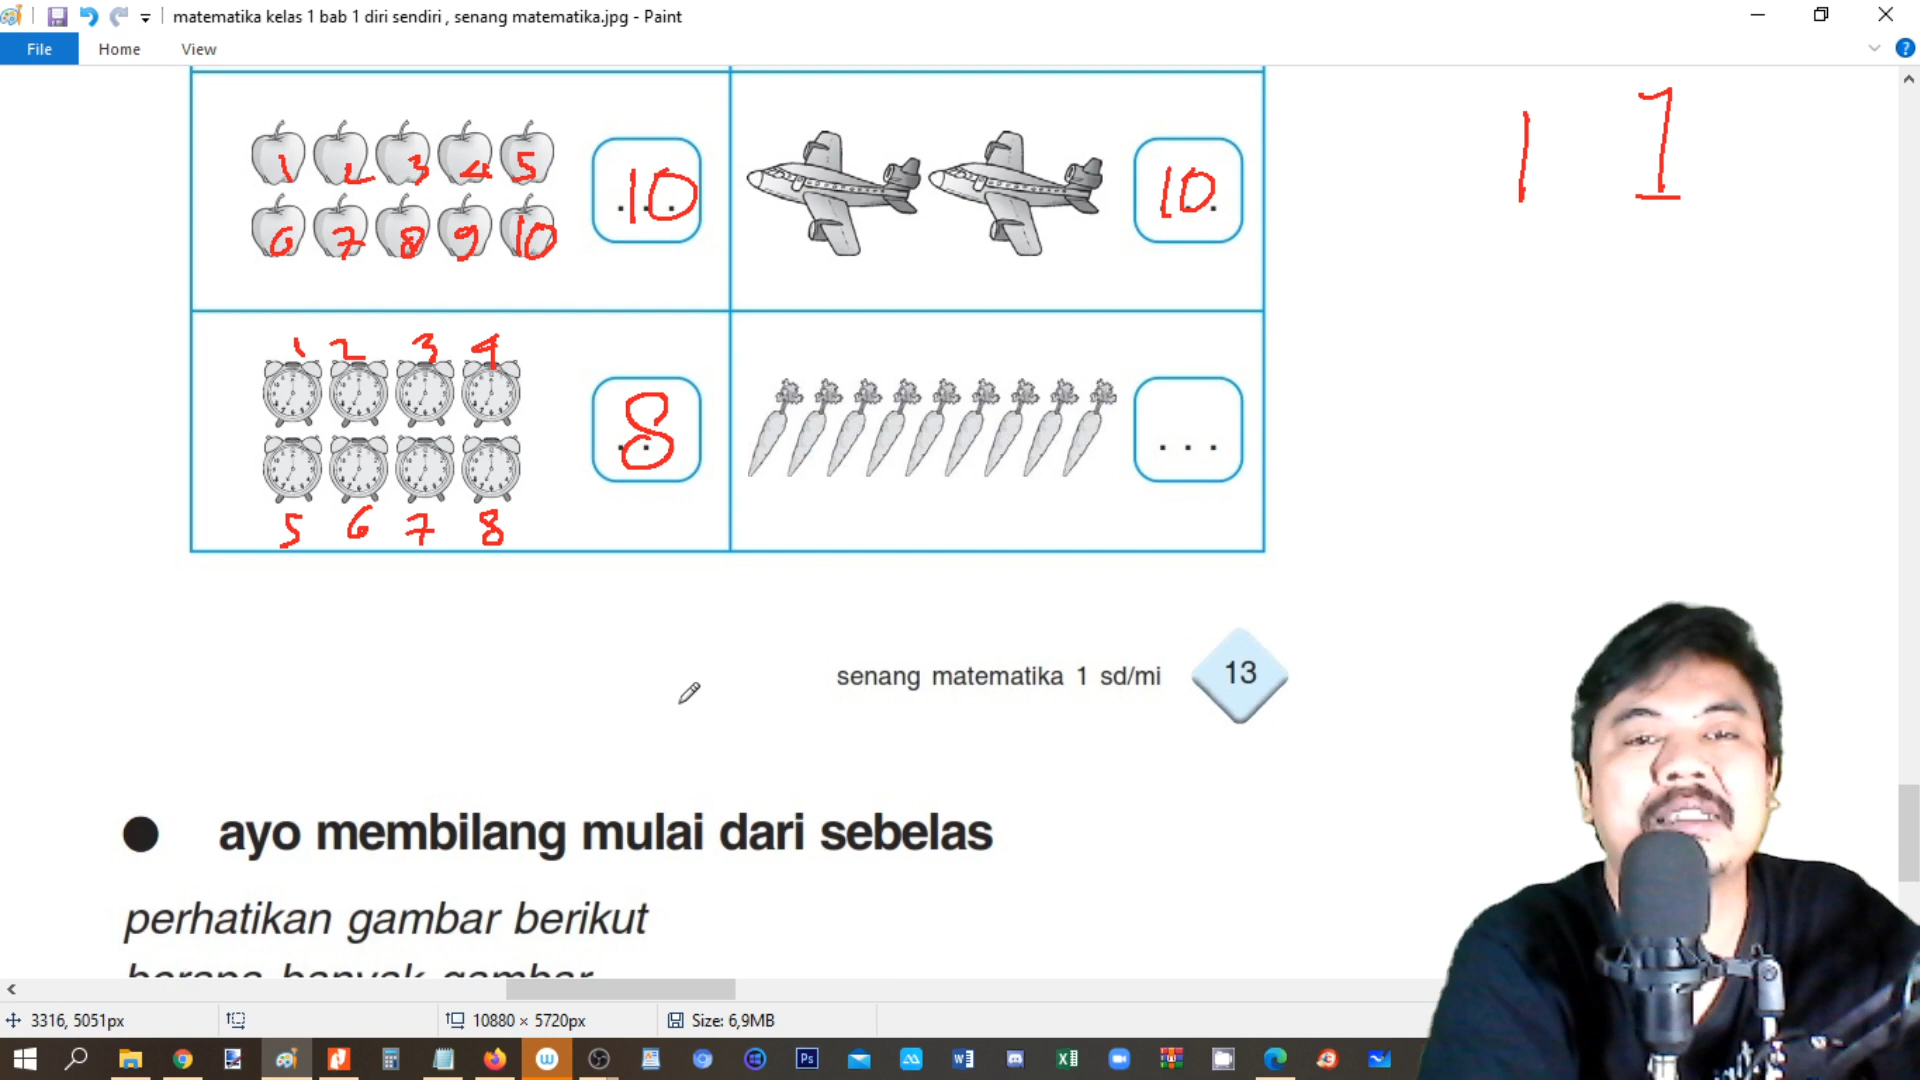 matematika kelas 1 bab 1 diri sendiri , senang matematika.jpg - Paint
File Home View
1 1
1 2 3 4 5
6 7 8 9 10
10
10
1 2 3 4
5 6 7 8
8
. . .
senang matematika 1 sd/mi 13
● ayo membilang mulai dari sebelas
perhatikan gambar berikut
berapa banyak gambar
3316, 5051px 10880 × 5720px Size: 6,9MB